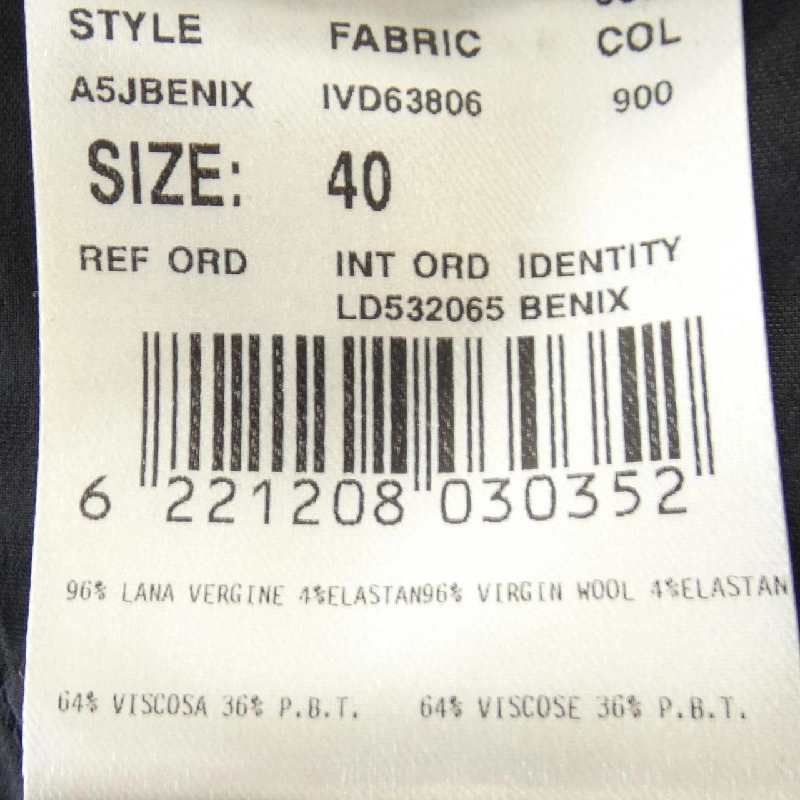 STYLE FABRIC COL
A5JBENIX IVD63806 900
SIZE: 40
REF ORD INT ORD IDENTITY
LD532065 BENIX
6 221208 030352
96% LANA VERGINE 4%ELASTAN96% VIRGIN WOOL 4%ELASTAN
64% VISCOSA 36% P.B.T. 64% VISCOSE 36% P.B.T.